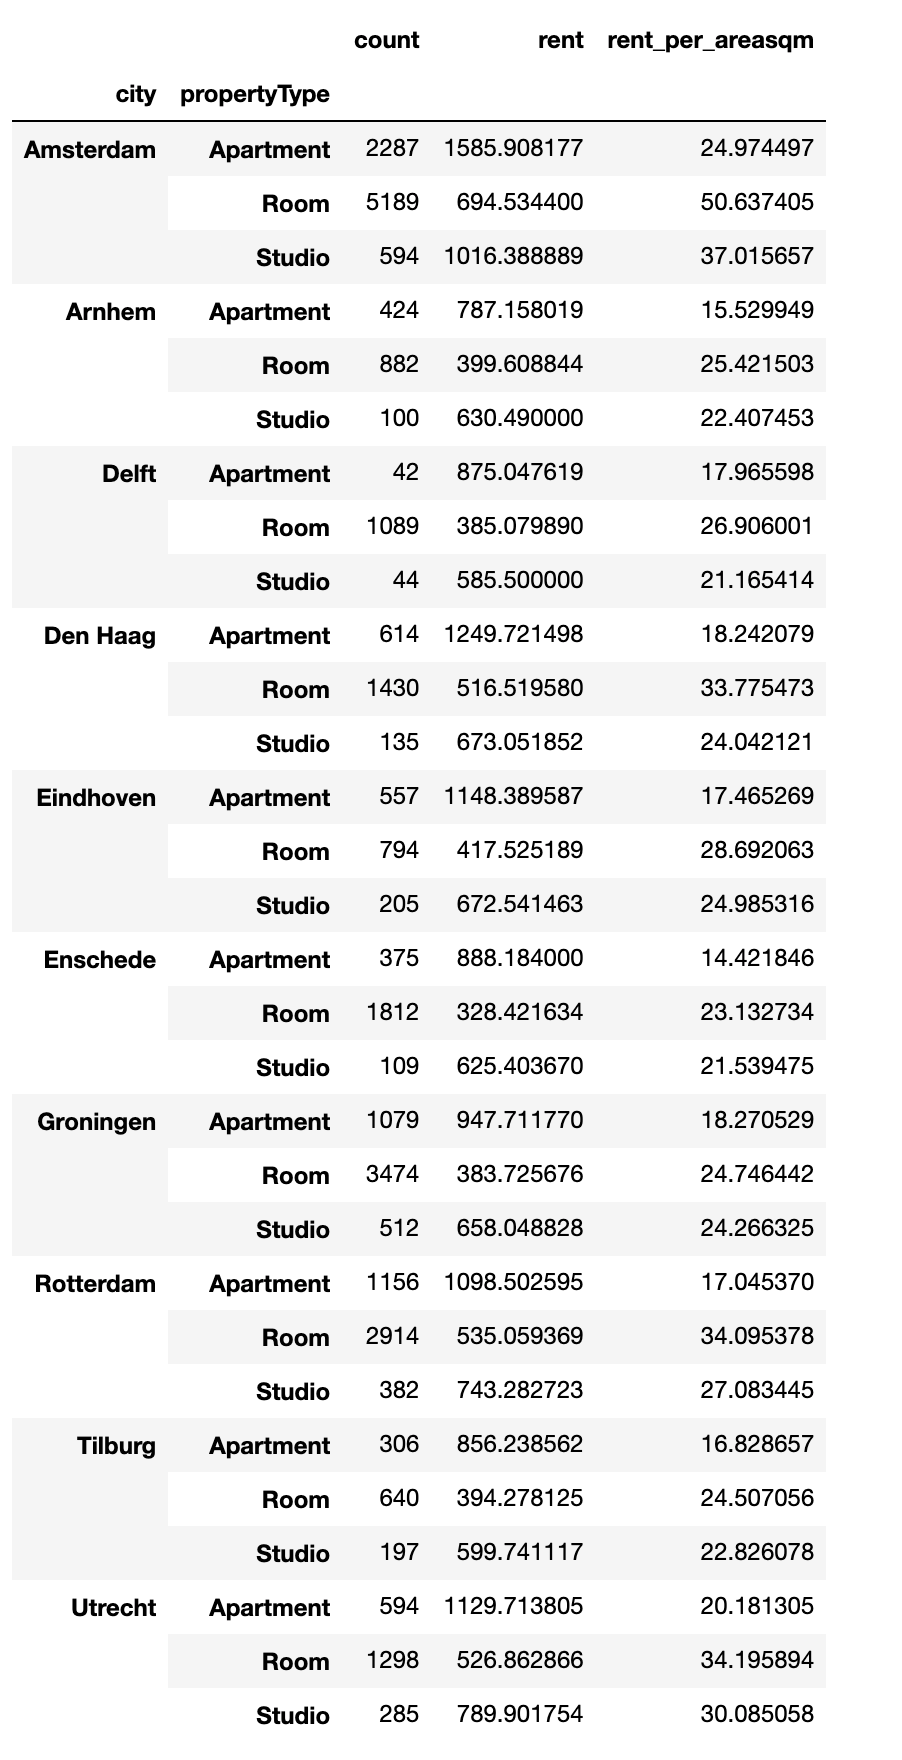 count rent rent_per_areasqm
city propertyType
Amsterdam Apartment 2287 1585.908177 24.974497
Room 5189 694.534400 50.637405
Studio 594 1016.388889 37.015657
Arnhem Apartment 424 787.158019 15.529949
Room 882 399.608844 25.421503
Studio 100 630.490000 22.407453
Delft Apartment 42 875.047619 17.965598
Room 1089 385.079890 26.906001
Studio 44 585.500000 21.165414
Den Haag Apartment 614 1249.721498 18.242079
Room 1430 516.519580 33.775473
Studio 135 673.051852 24.042121
Eindhoven Apartment 557 1148.389587 17.465269
Room 794 417.525189 28.692063
Studio 205 672.541463 24.985316
Enschede Apartment 375 888.184000 14.421846
Room 1812 328.421634 23.132734
Studio 109 625.403670 21.539475
Groningen Apartment 1079 947.711770 18.270529
Room 3474 383.725676 24.746442
Studio 512 658.048828 24.266325
Rotterdam Apartment 1156 1098.502595 17.045370
Room 2914 535.059369 34.095378
Studio 382 743.282723 27.083445
Tilburg Apartment 306 856.238562 16.828657
Room 640 394.278125 24.507056
Studio 197 599.741117 22.826078
Utrecht Apartment 594 1129.713805 20.181305
Room 1298 526.862866 34.195894
Studio 285 789.901754 30.085058